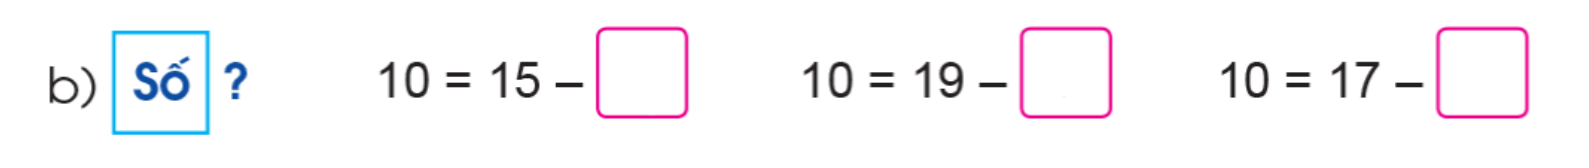 b) Số ? 10 = 15 – 10 = 19 – 10 = 17 –